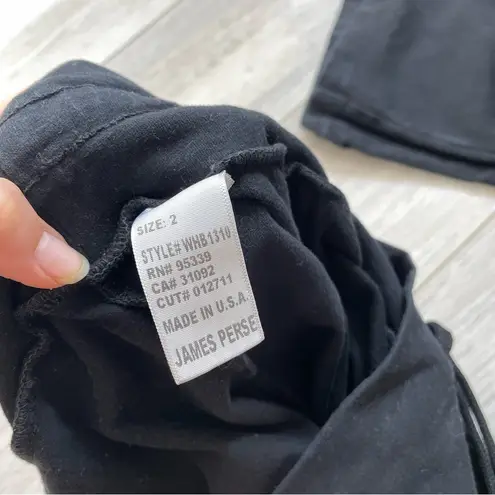 SIZE: 2
STYLE# WHB1310
RN# 95339
CA# 31092
CUT# 012711
MADE IN U.S.A.
JAMES PERSE